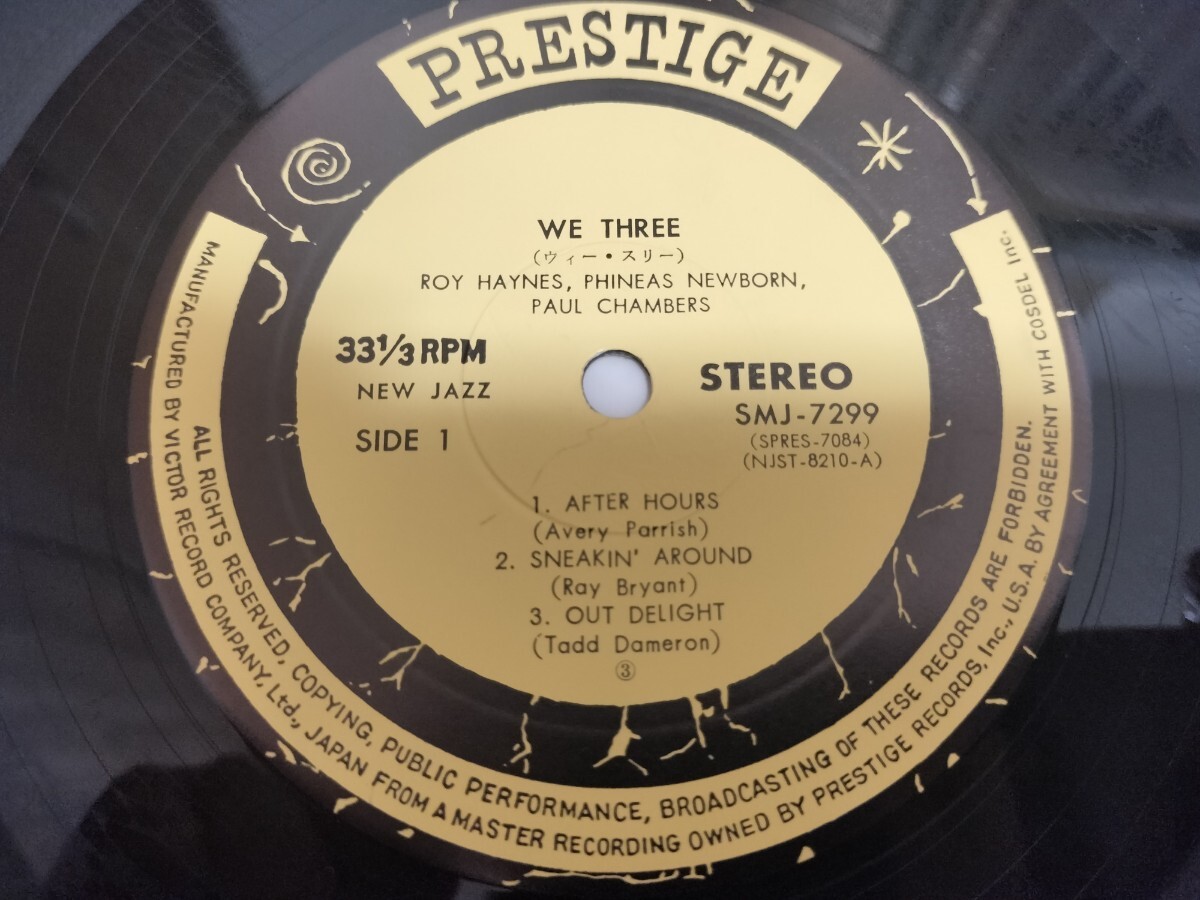 PRESTIGE
WE THREE
(ウィー・スリー)
ROY HAYNES, PHINEAS NEWBORN,
PAUL CHAMBERS
33 1/3 RPM
NEW JAZZ
SIDE 1
STEREO
SMJ-7299
(SPRES-7084)
(NJST-8210-A)
1. AFTER HOURS
(Avery Parrish)
2. SNEAKIN' AROUND
(Ray Bryant)
3. OUT DELIGHT
(Tadd Dameron)
③
ALL RIGHTS RESERVED, COPYING, PUBLIC PERFORMANCE, BROADCASTING OF THESE RECORDS ARE FORBIDDEN.
MANUFACTURED BY VICTOR RECORD COMPANY, Ltd., JAPAN FROM A MASTER RECORDING OWNED BY PRESTIGE RECORDS, Inc., U.S.A. BY AGREEMENT WITH COSDEL Inc.